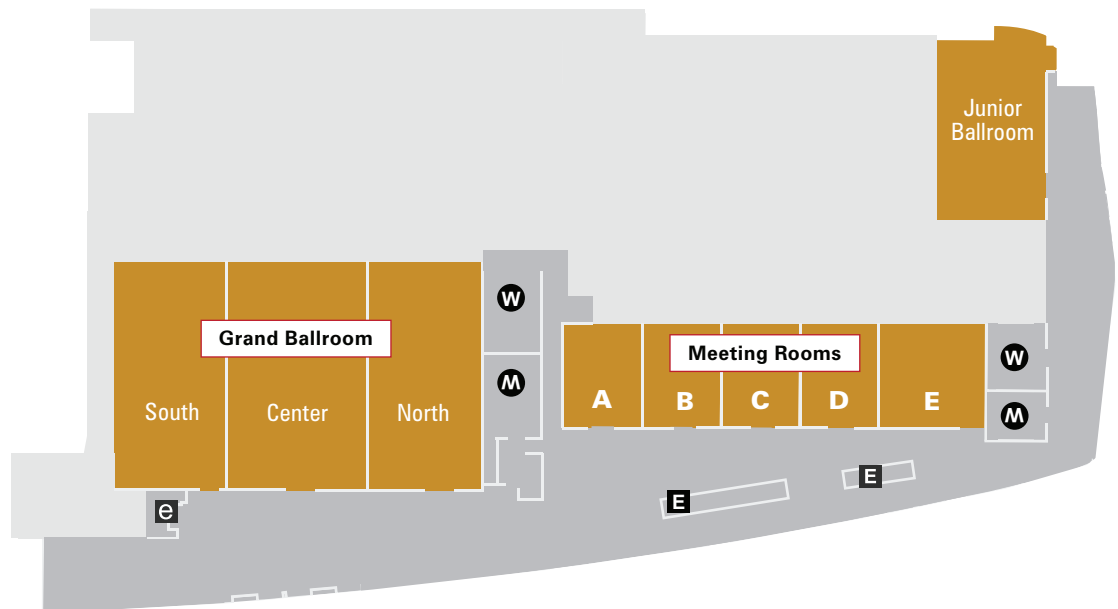 Junior
Ballroom
W
Grand Ballroom
Meeting Rooms
W
M
South
Center
North
A
B
C
D
E
M
E
E
e